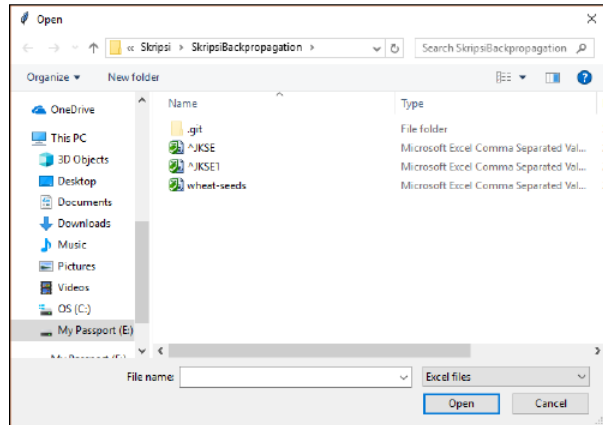 Open
« Skripsi > SkripsiBackpropagation >
Search SkripsiBackpropagation
Organize
New folder
Name
Type
OneDrive
This PC
3D Objects
Desktop
Documents
Downloads
Music
Pictures
Videos
OS (C:)
My Passport (E:)
.git
File folder
^JKSE
Microsoft Excel Comma Separated Val...
^JKSE1
Microsoft Excel Comma Separated Val...
wheat-seeds
Microsoft Excel Comma Separated Val...
File name:
Excel files
Open
Cancel